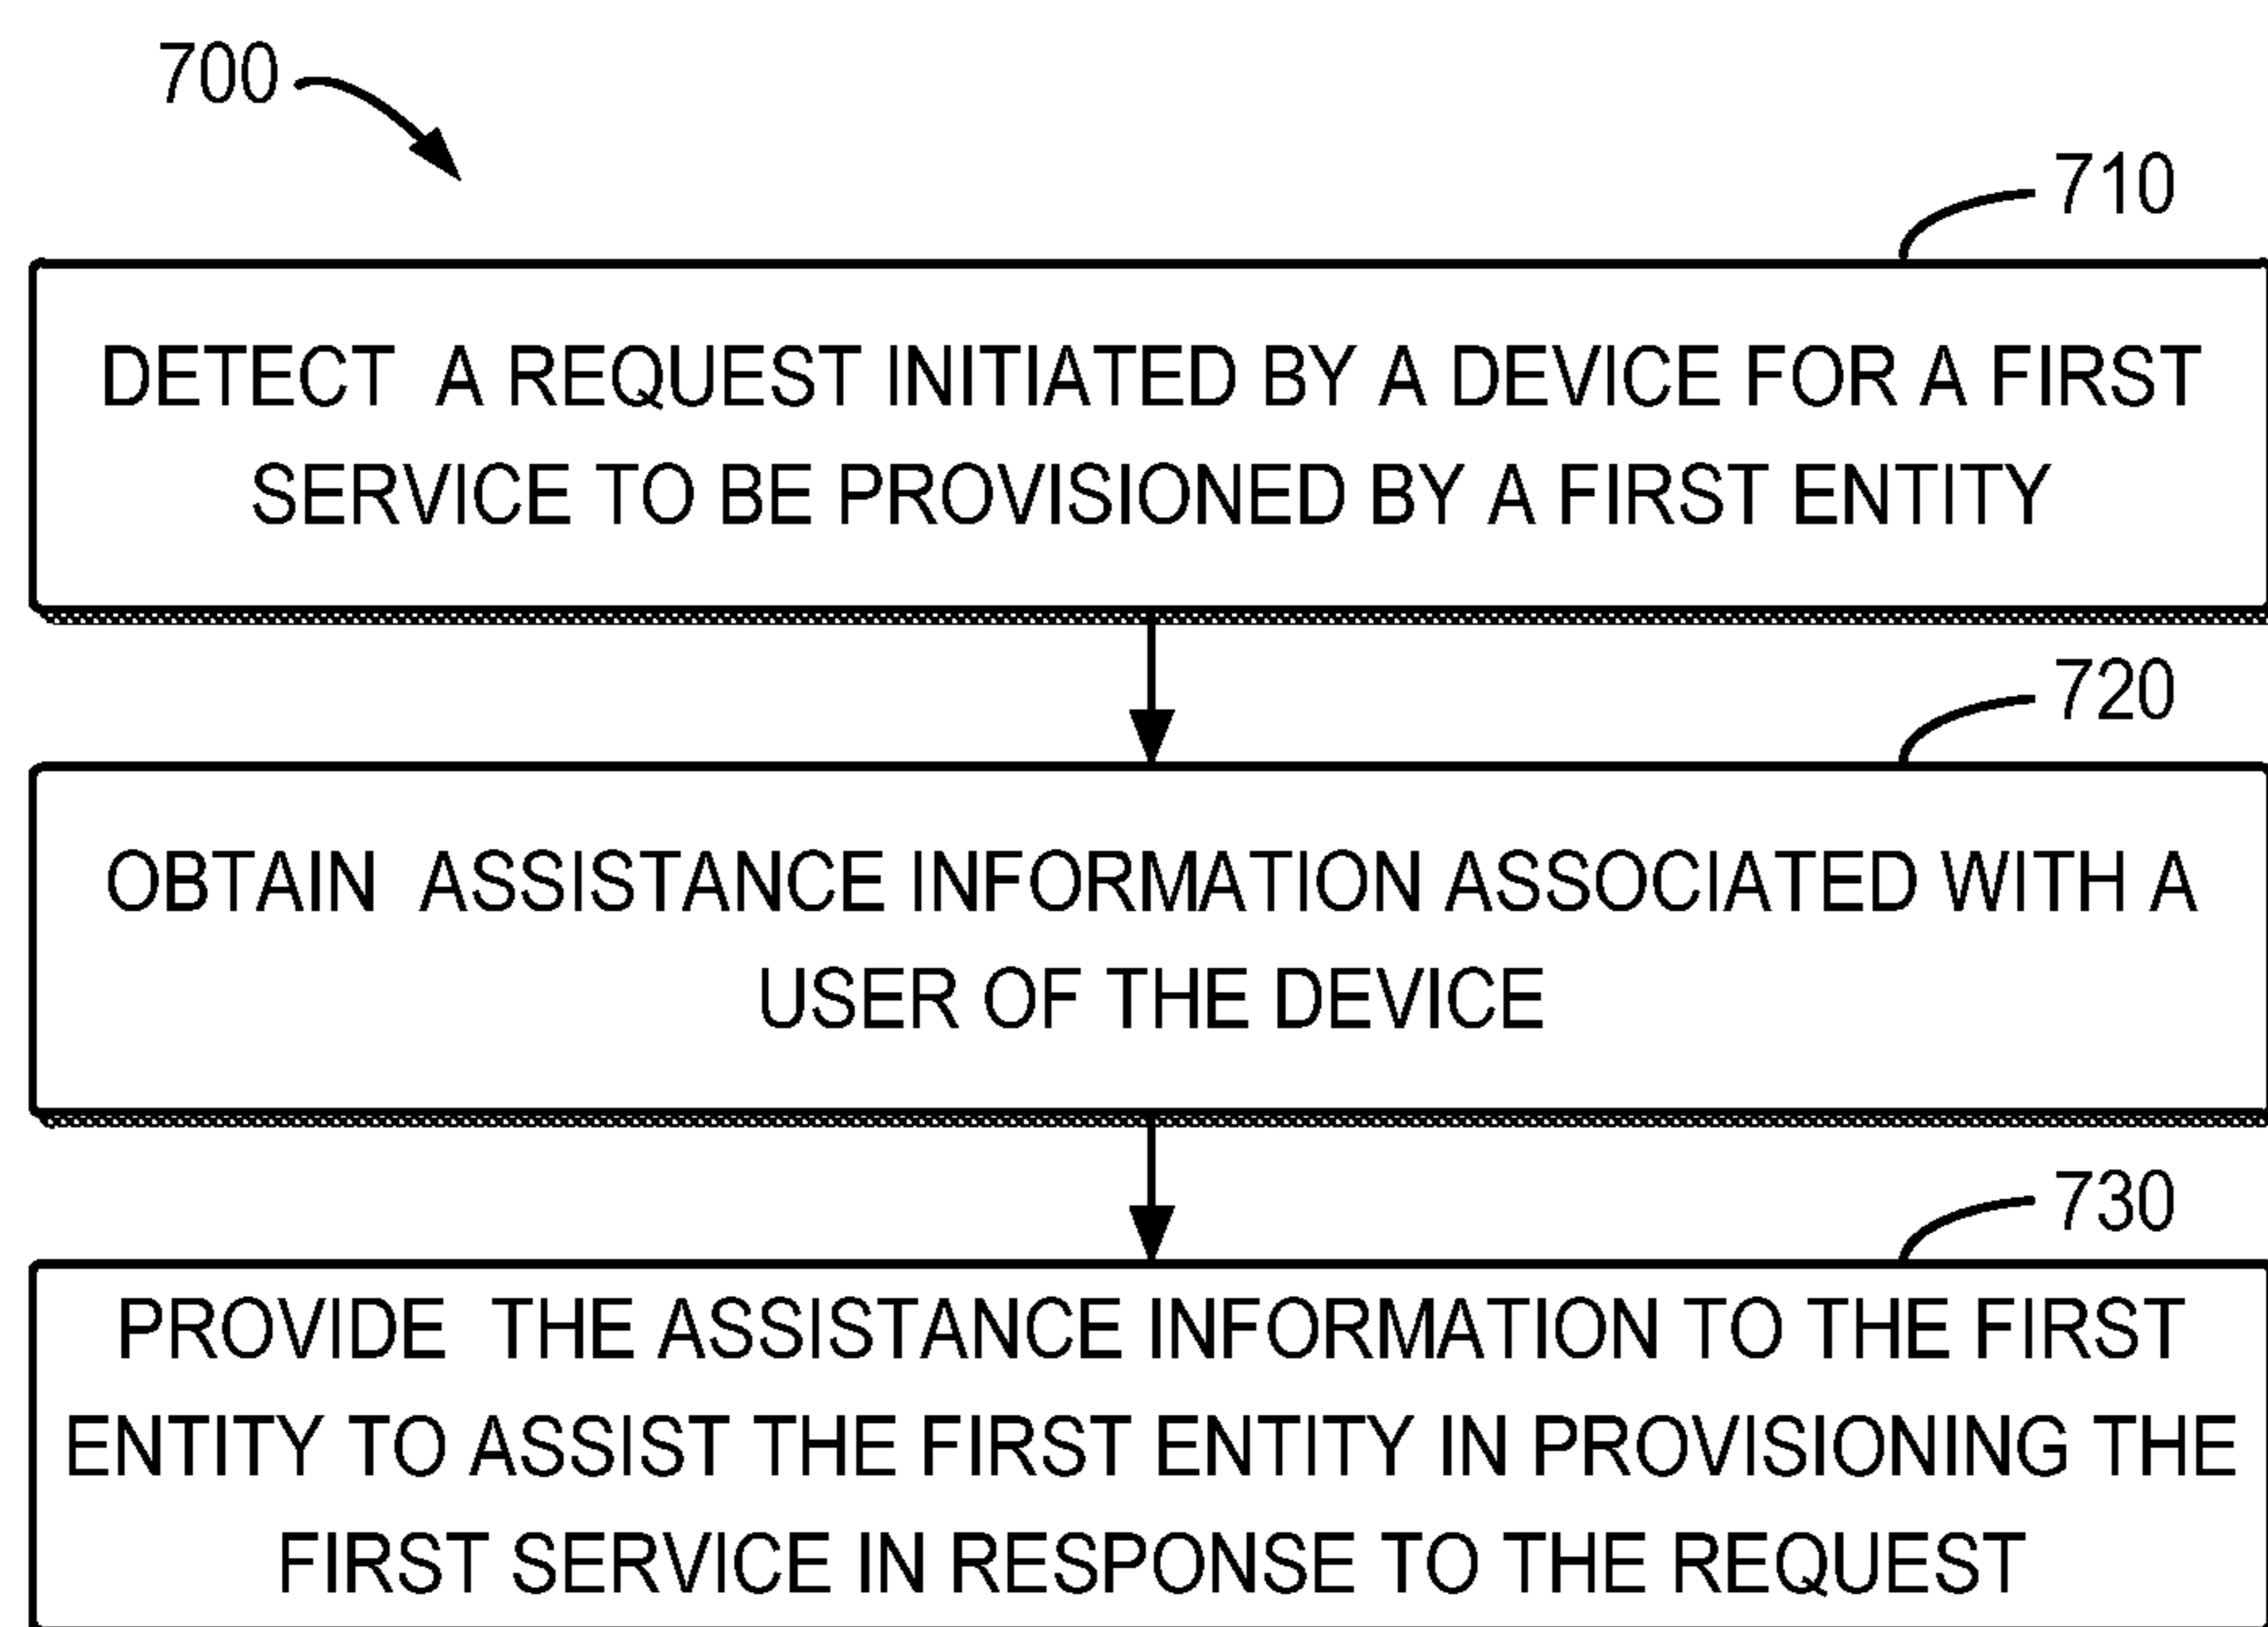 700
710
DETECT A REQUEST INITIATED BY A DEVICE FOR A FIRST
SERVICE TO BE PROVISIONED BY A FIRST ENTITY
720
OBTAIN ASSISTANCE INFORMATION ASSOCIATED WITH A
USER OF THE DEVICE
730
PROVIDE THE ASSISTANCE INFORMATION TO THE FIRST
ENTITY TO ASSIST THE FIRST ENTITY IN PROVISIONING THE
FIRST SERVICE IN RESPONSE TO THE REQUEST